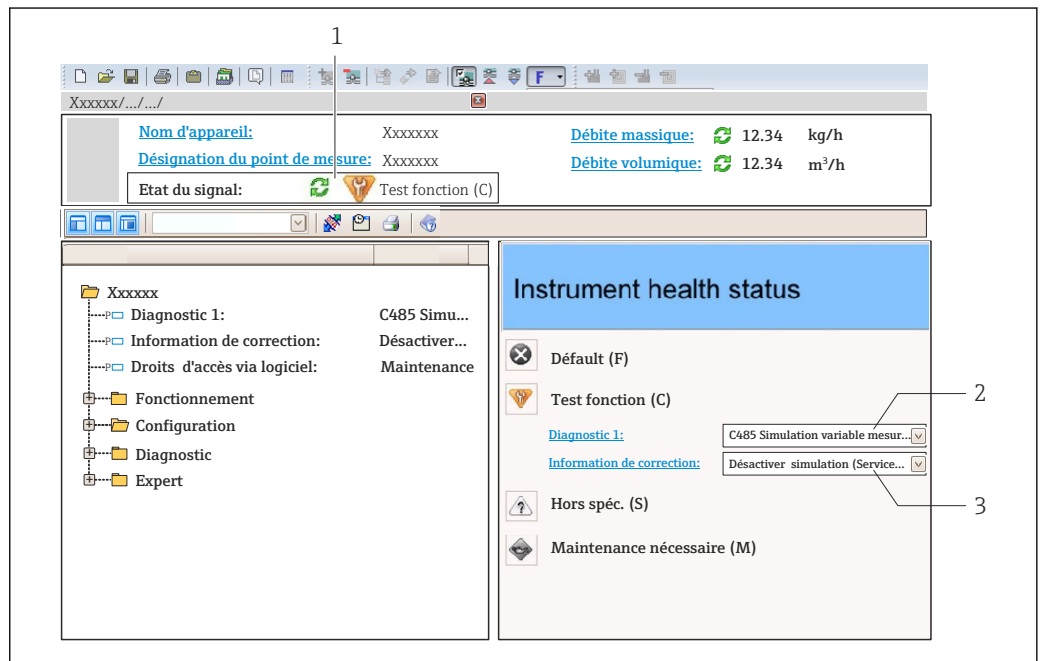 1
F
Xxxxxx/.../.../
Nom d'appareil: Xxxxxxx Débite massique: 12.34 kg/h
Désignation du point de mesure: Xxxxxxx Débite volumique: 12.34 m³/h
Etat du signal: Test fonction (C)
Xxxxxx
P Diagnostic 1: C485 Simu...
P Information de correction: Désactiver...
P Droits d'accès via logiciel: Maintenance
Fonctionnement
Configuration
Diagnostic
Expert
Instrument health status
Défault (F)
Test fonction (C)
2
Diagnostic 1: C485 Simulation variable mesur...
Information de correction: Désactiver simulation (Service...
Hors spéc. (S)
3
Maintenance nécessaire (M)